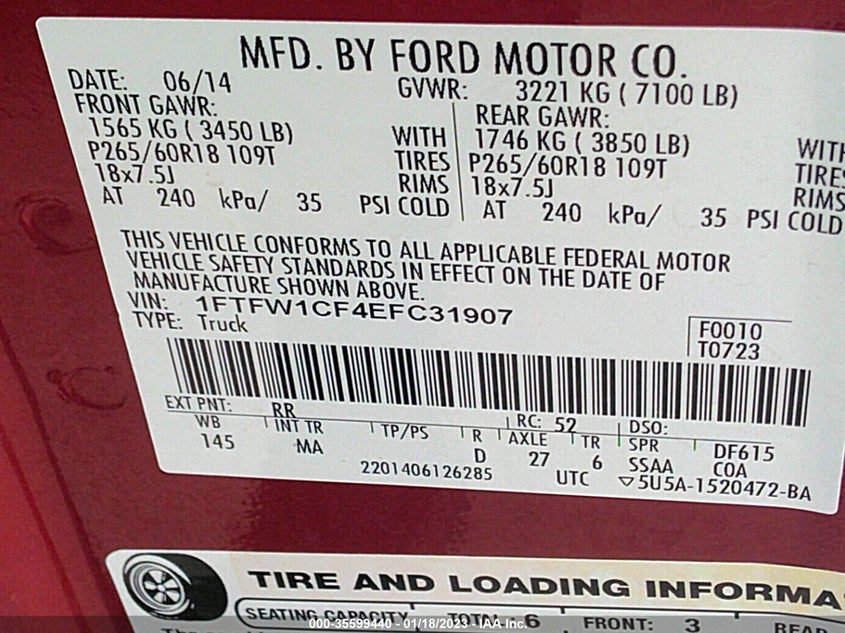 MFD. BY FORD MOTOR CO.
DATE: 06/14 GVWR: 3221 KG ( 7100 LB)
FRONT GAWR: REAR GAWR:
1565 KG ( 3450 LB) WITH 1746 KG ( 3850 LB) WITH
P265/60R18 109T TIRES P265/60R18 109T TIRES
18x7.5J RIMS 18x7.5J RIMS
AT 240 kPa/ 35 PSI COLD AT 240 kPa/ 35 PSI COLD
THIS VEHICLE CONFORMS TO ALL APPLICABLE FEDERAL MOTOR
VEHICLE SAFETY STANDARDS IN EFFECT ON THE DATE OF
MANUFACTURE SHOWN ABOVE.
VIN: 1FTFW1CF4EFC31907
TYPE: Truck F0010
T0723
EXT PNT: RR RC: 52 DSO:
WB INT TR TP/PS R AXLE TR SPR DF615
145 MA D 27 6 SSAA COA
2201406126285 UTC ▽5U5A-1520472-BA
TIRE AND LOADING INFORMA
SEATING CAPACITY TOTAL 6 FRONT: 3 REAR
000-35599440 - 01/18/2023 - IAA Inc.